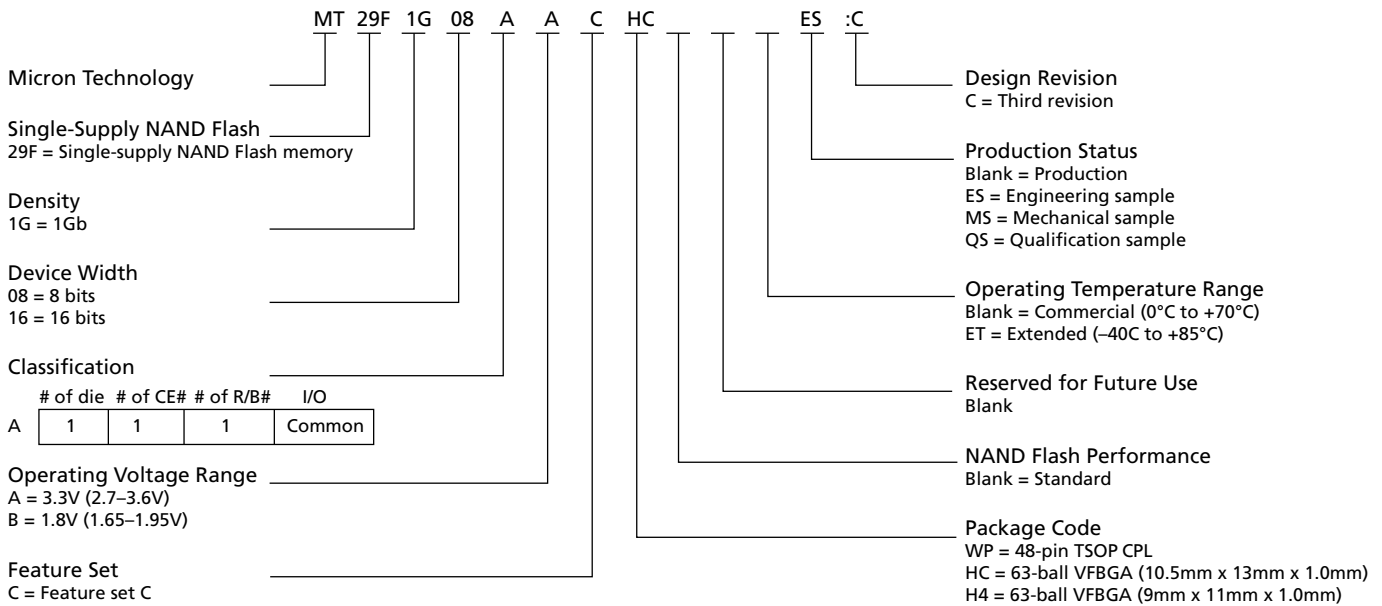 MT 29F 1G 08 A A C HC ES :C
Micron Technology
Single-Supply NAND Flash
29F = Single-supply NAND Flash memory
Density
1G = 1Gb
Device Width
08 = 8 bits
16 = 16 bits
Classification
# of die # of CE# # of R/B# I/O
A 1 1 1 Common
Operating Voltage Range
A = 3.3V (2.7–3.6V)
B = 1.8V (1.65–1.95V)
Feature Set
C = Feature set C
Design Revision
C = Third revision
Production Status
Blank = Production
ES = Engineering sample
MS = Mechanical sample
QS = Qualification sample
Operating Temperature Range
Blank = Commercial (0°C to +70°C)
ET = Extended (–40C to +85°C)
Reserved for Future Use
Blank
NAND Flash Performance
Blank = Standard
Package Code
WP = 48-pin TSOP CPL
HC = 63-ball VFBGA (10.5mm x 13mm x 1.0mm)
H4 = 63-ball VFBGA (9mm x 11mm x 1.0mm)